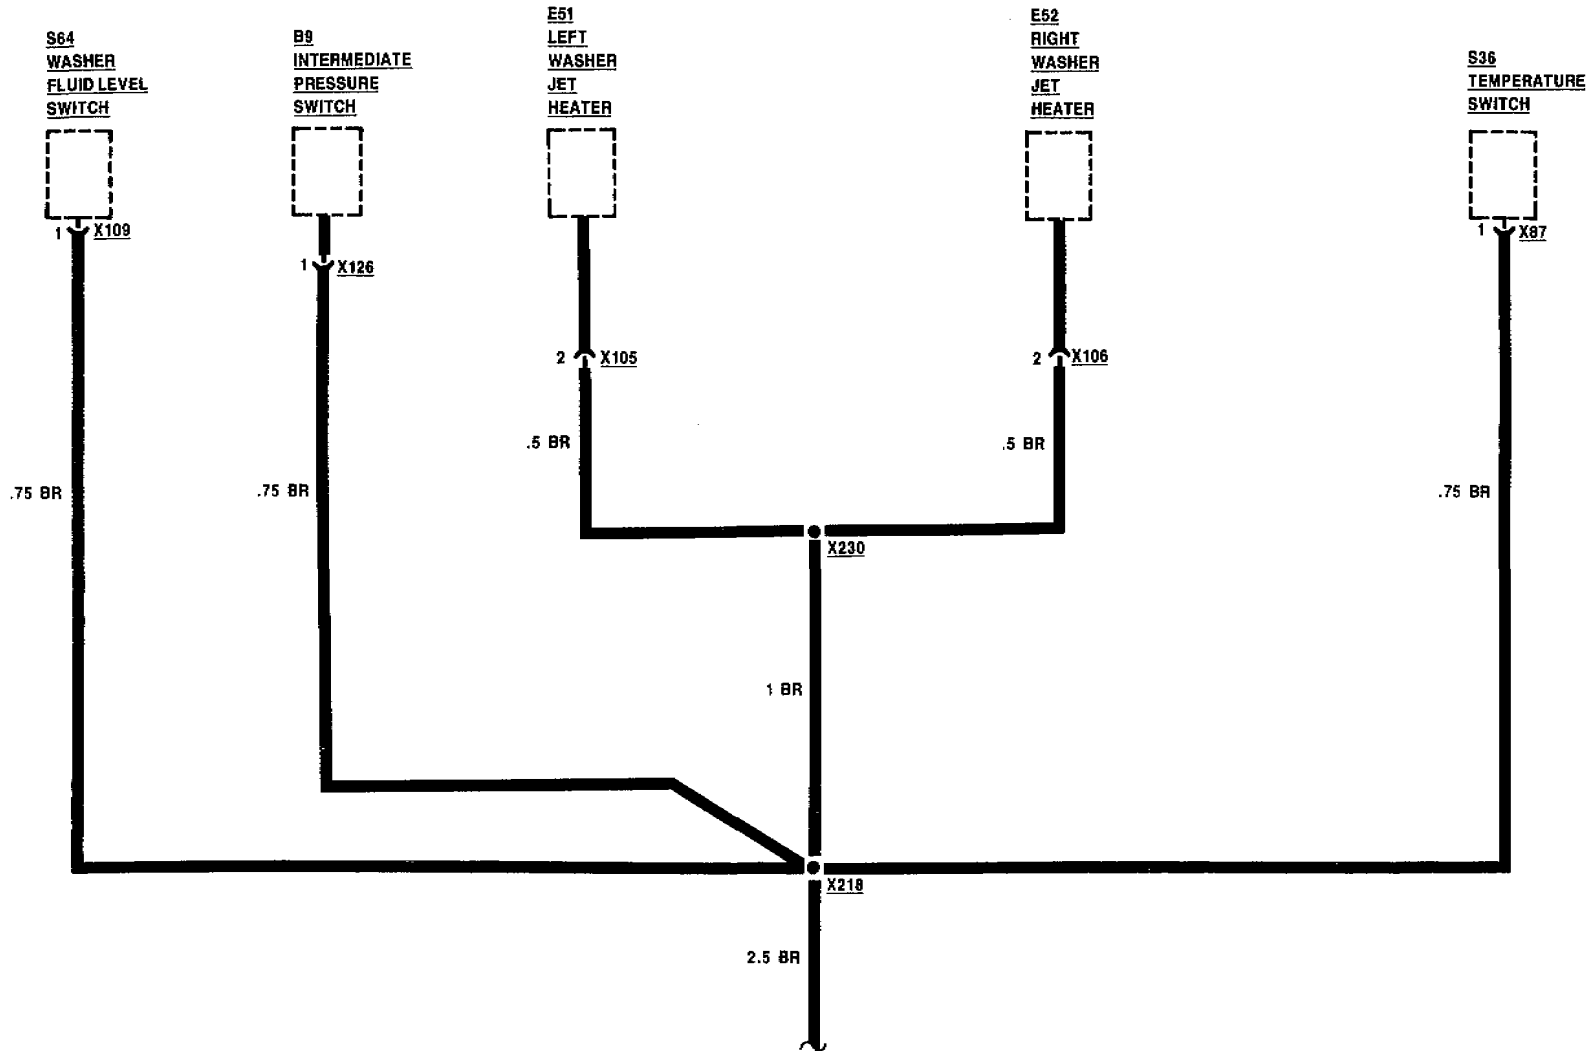 S64
WASHER
FLUID LEVEL
SWITCH
B9
INTERMEDIATE
PRESSURE
SWITCH
E51
LEFT
WASHER
JET
HEATER
E52
RIGHT
WASHER
JET
HEATER
S36
TEMPERATURE
SWITCH
1 X109
1 X126
2 X105
2 X106
1 X87
.75 BR
.75 BR
.5 BR
.5 BR
.75 BR
X230
1 BR
X218
2.5 BR